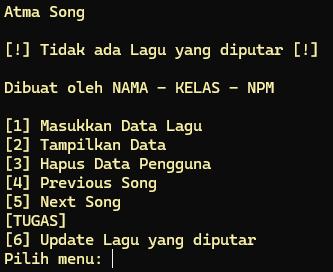 Atma Song
[!] Tidak ada Lagu yang diputar [!]
Dibuat oleh NAMA - KELAS - NPM
[1] Masukkan Data Lagu
[2] Tampilkan Data
[3] Hapus Data Pengguna
[4] Previous Song
[5] Next Song
[TUGAS]
[6] Update Lagu yang diputar
Pilih menu: